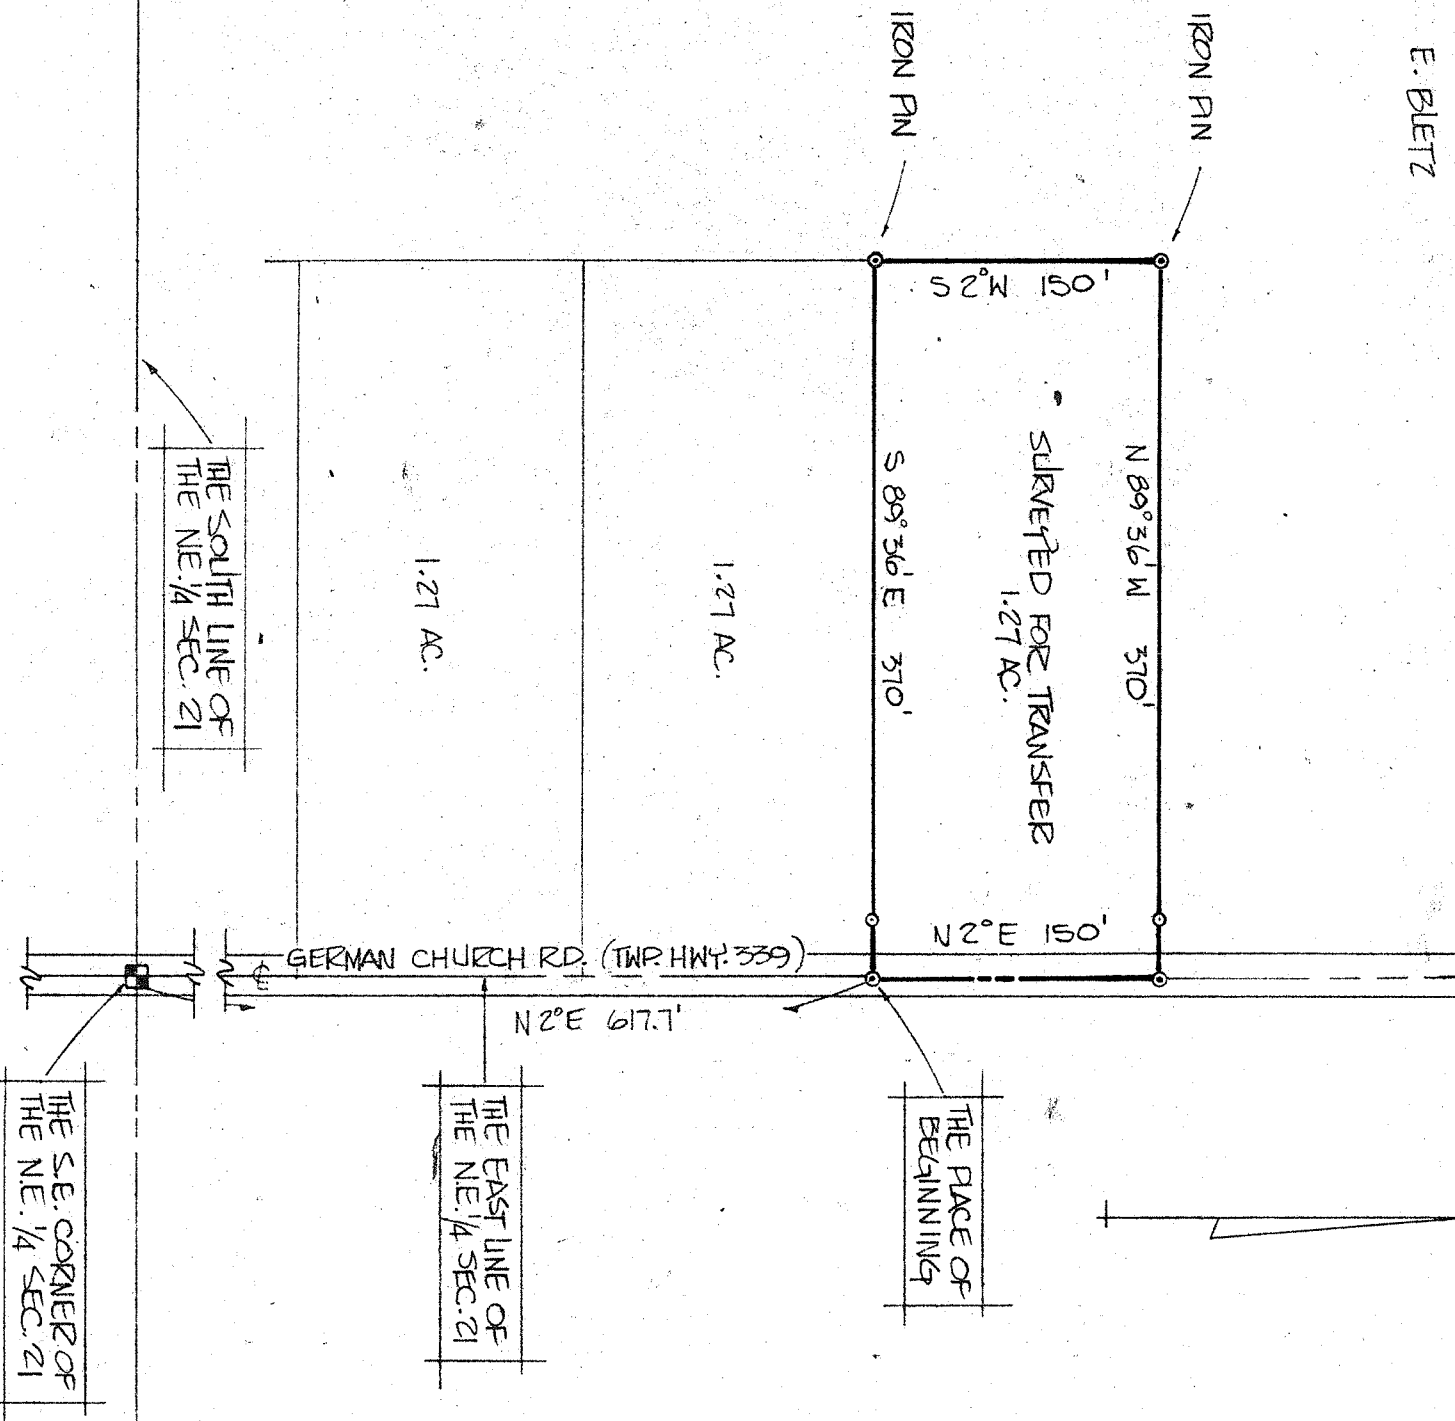 E. BLETZ
IRON PIN
IRON PIN
N 89°36' W 370'
SURVEYED FOR TRANSFER
1.27 AC.
S 2°W 150'
N 2°E 150'
S 89°36' E 370'
1.27 AC.
1.27 AC.
THE SOUTH LINE OF
THE N.E. 1/4 SEC. 21
GERMAN CHURCH RD. (TWP. HWY. 339)
℄
N 2°E 617.7'
THE PLACE OF
BEGINNING
THE EAST LINE OF
THE N.E. 1/4 SEC. 21
THE S.E. CORNER OF
THE N.E. 1/4 SEC. 21